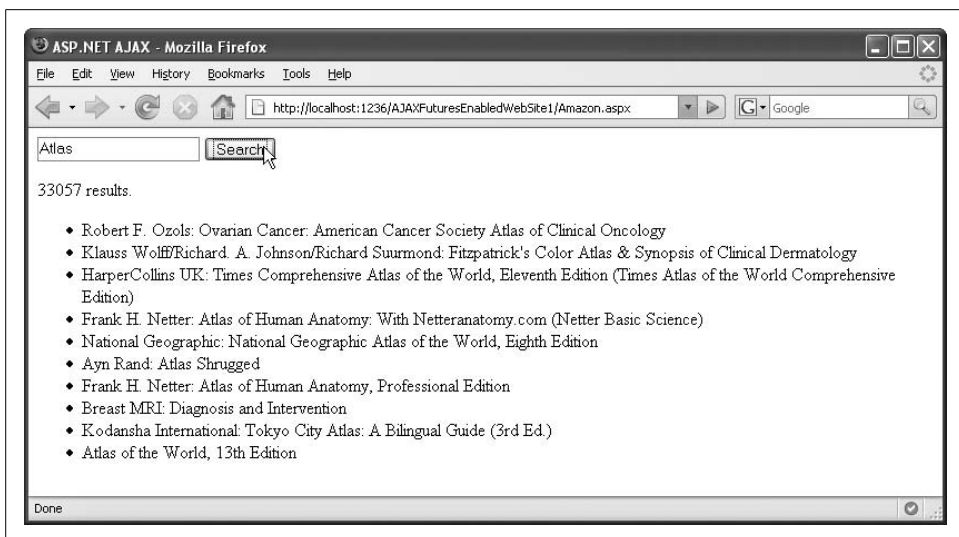 ASP.NET AJAX - Mozilla Firefox
File Edit View History Bookmarks Tools Help
http://localhost:1236/AJAXFuturesEnabledWebSite1/Amazon.aspx
G Google
Atlas Search
33057 results.
• Robert F. Ozols: Ovarian Cancer: American Cancer Society Atlas of Clinical Oncology
• Klauss Wolff/Richard. A. Johnson/Richard Suurmond: Fitzpatrick's Color Atlas & Synopsis of Clinical Dermatology
• HarperCollins UK: Times Comprehensive Atlas of the World, Eleventh Edition (Times Atlas of the World Comprehensive
Edition)
• Frank H. Netter: Atlas of Human Anatomy: With Netteranatomy.com (Netter Basic Science)
• National Geographic: National Geographic Atlas of the World, Eighth Edition
• Ayn Rand: Atlas Shrugged
• Frank H. Netter: Atlas of Human Anatomy, Professional Edition
• Breast MRI: Diagnosis and Intervention
• Kodansha International: Tokyo City Atlas: A Bilingual Guide (3rd Ed.)
• Atlas of the World, 13th Edition
Done